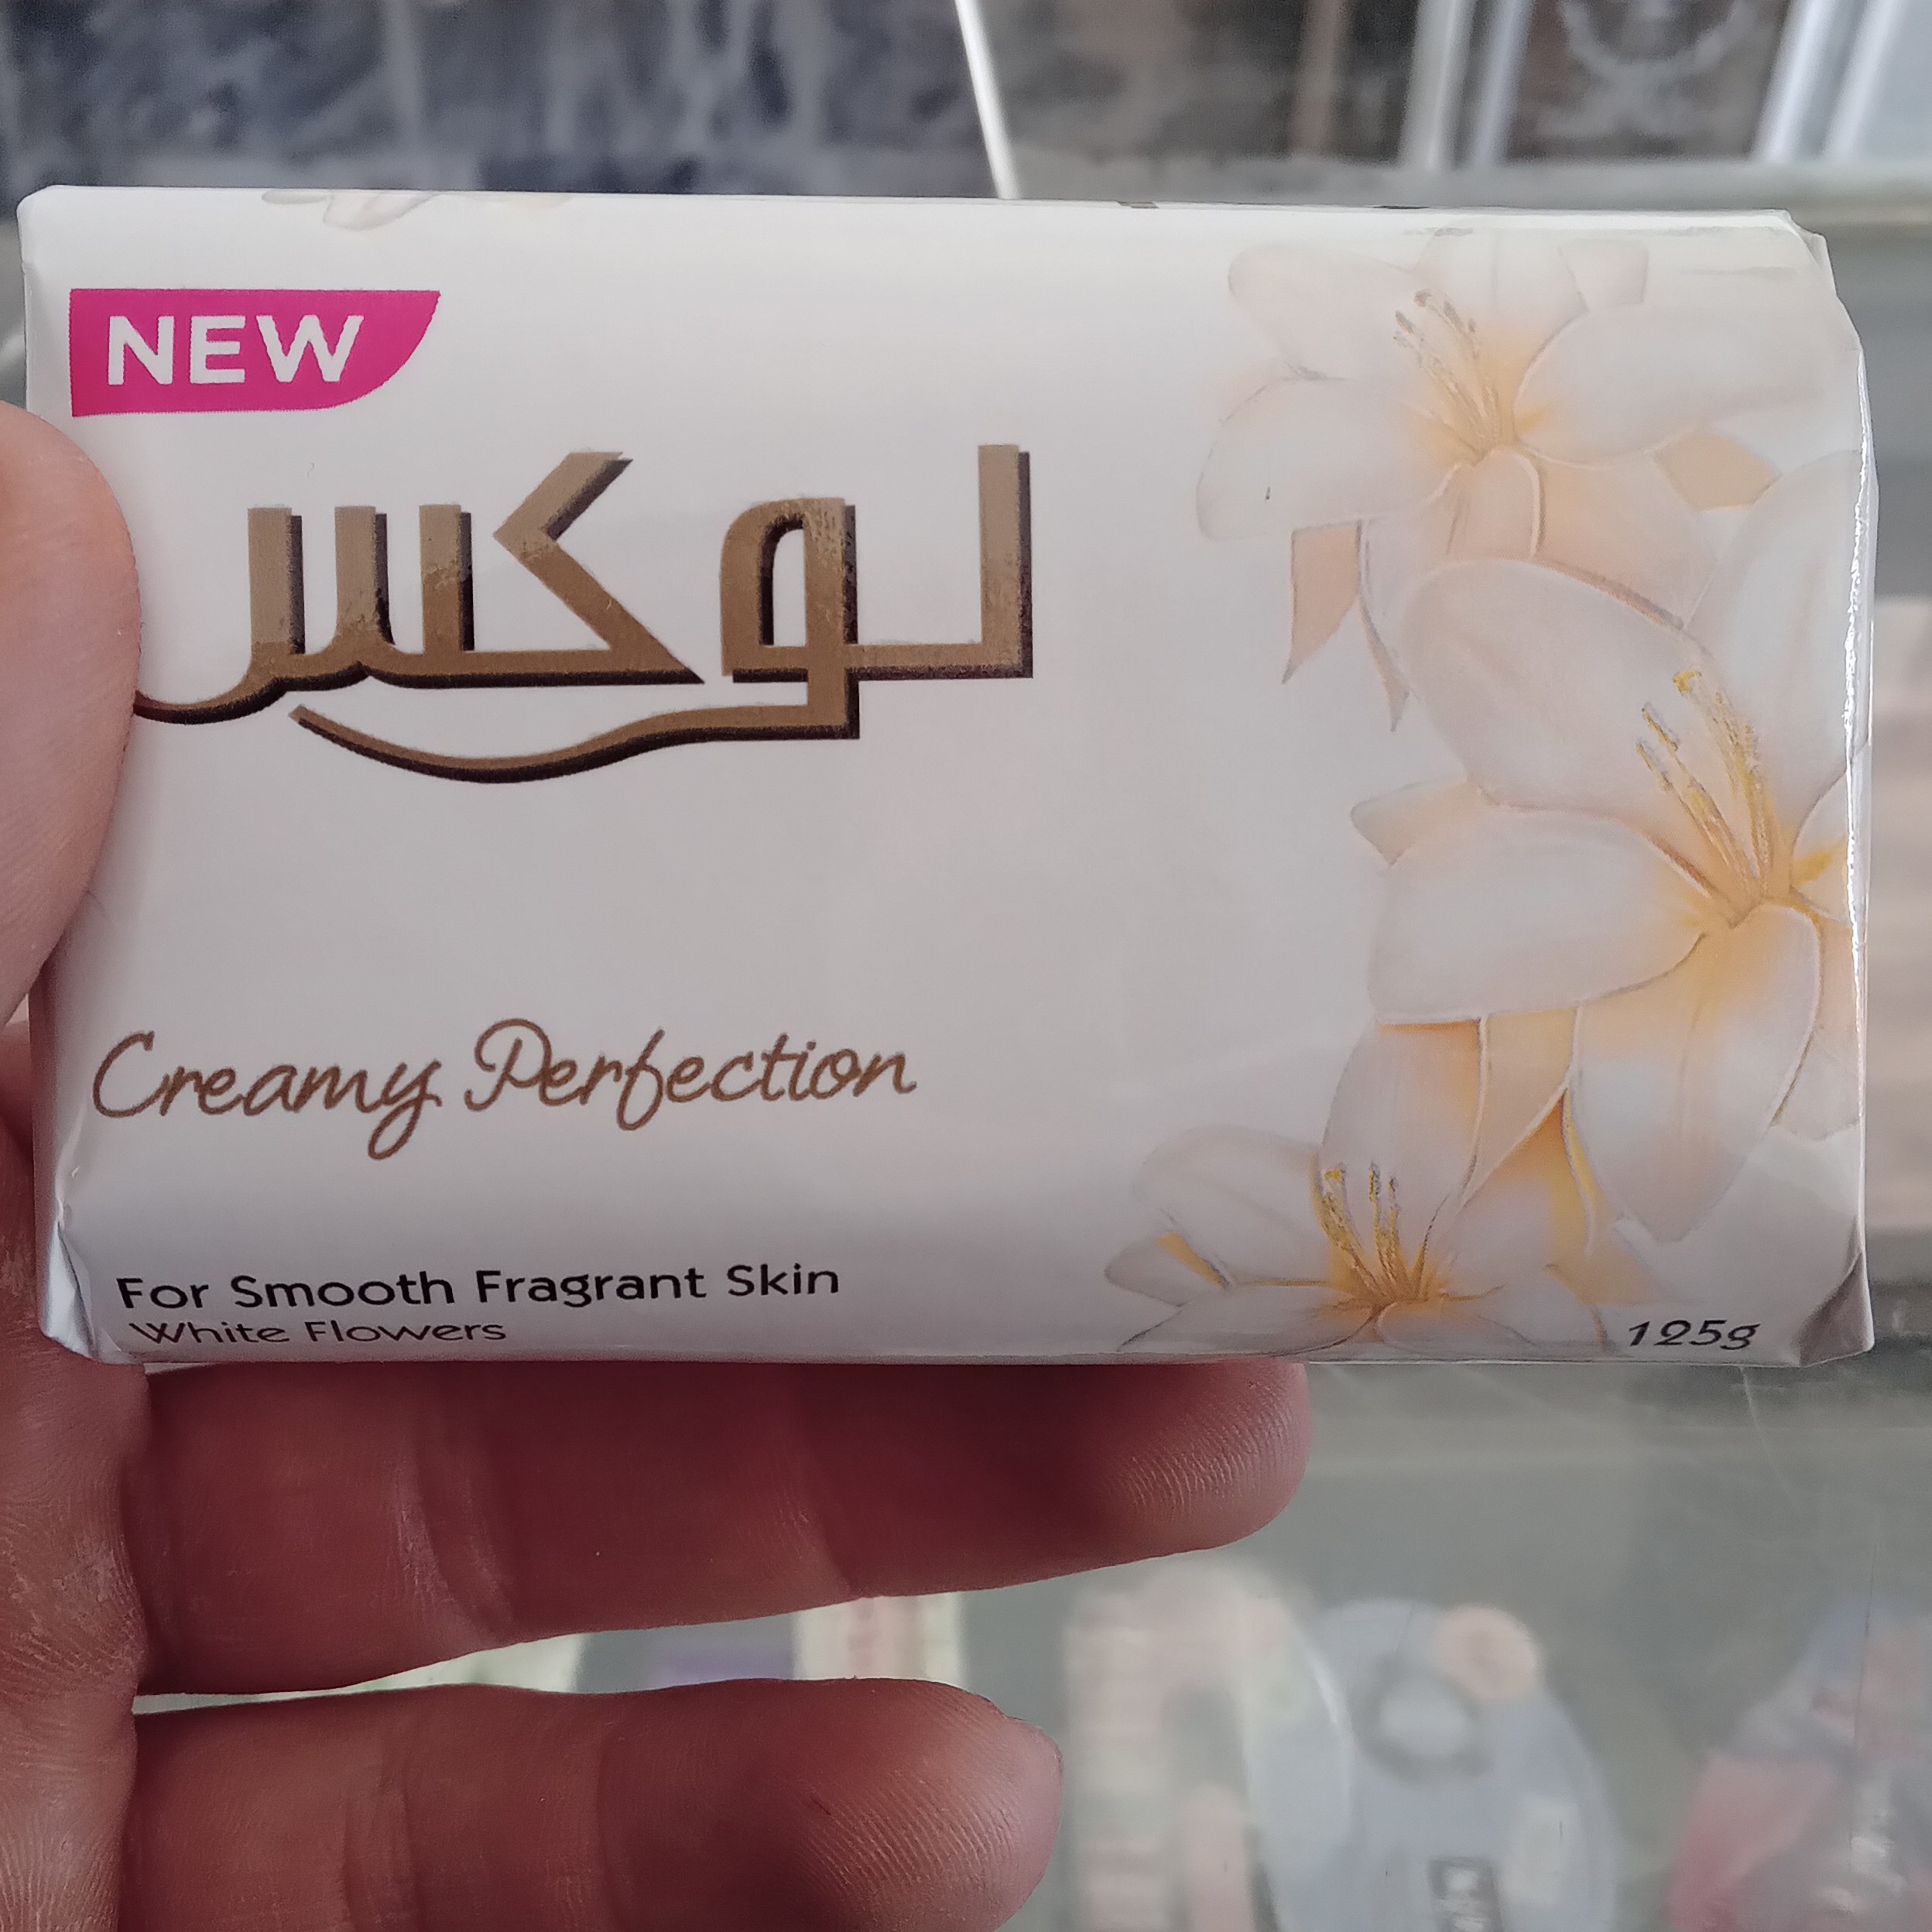 NEW
لوكس
Creamy Perfection
For Smooth Fragrant Skin
White Flowers
125g